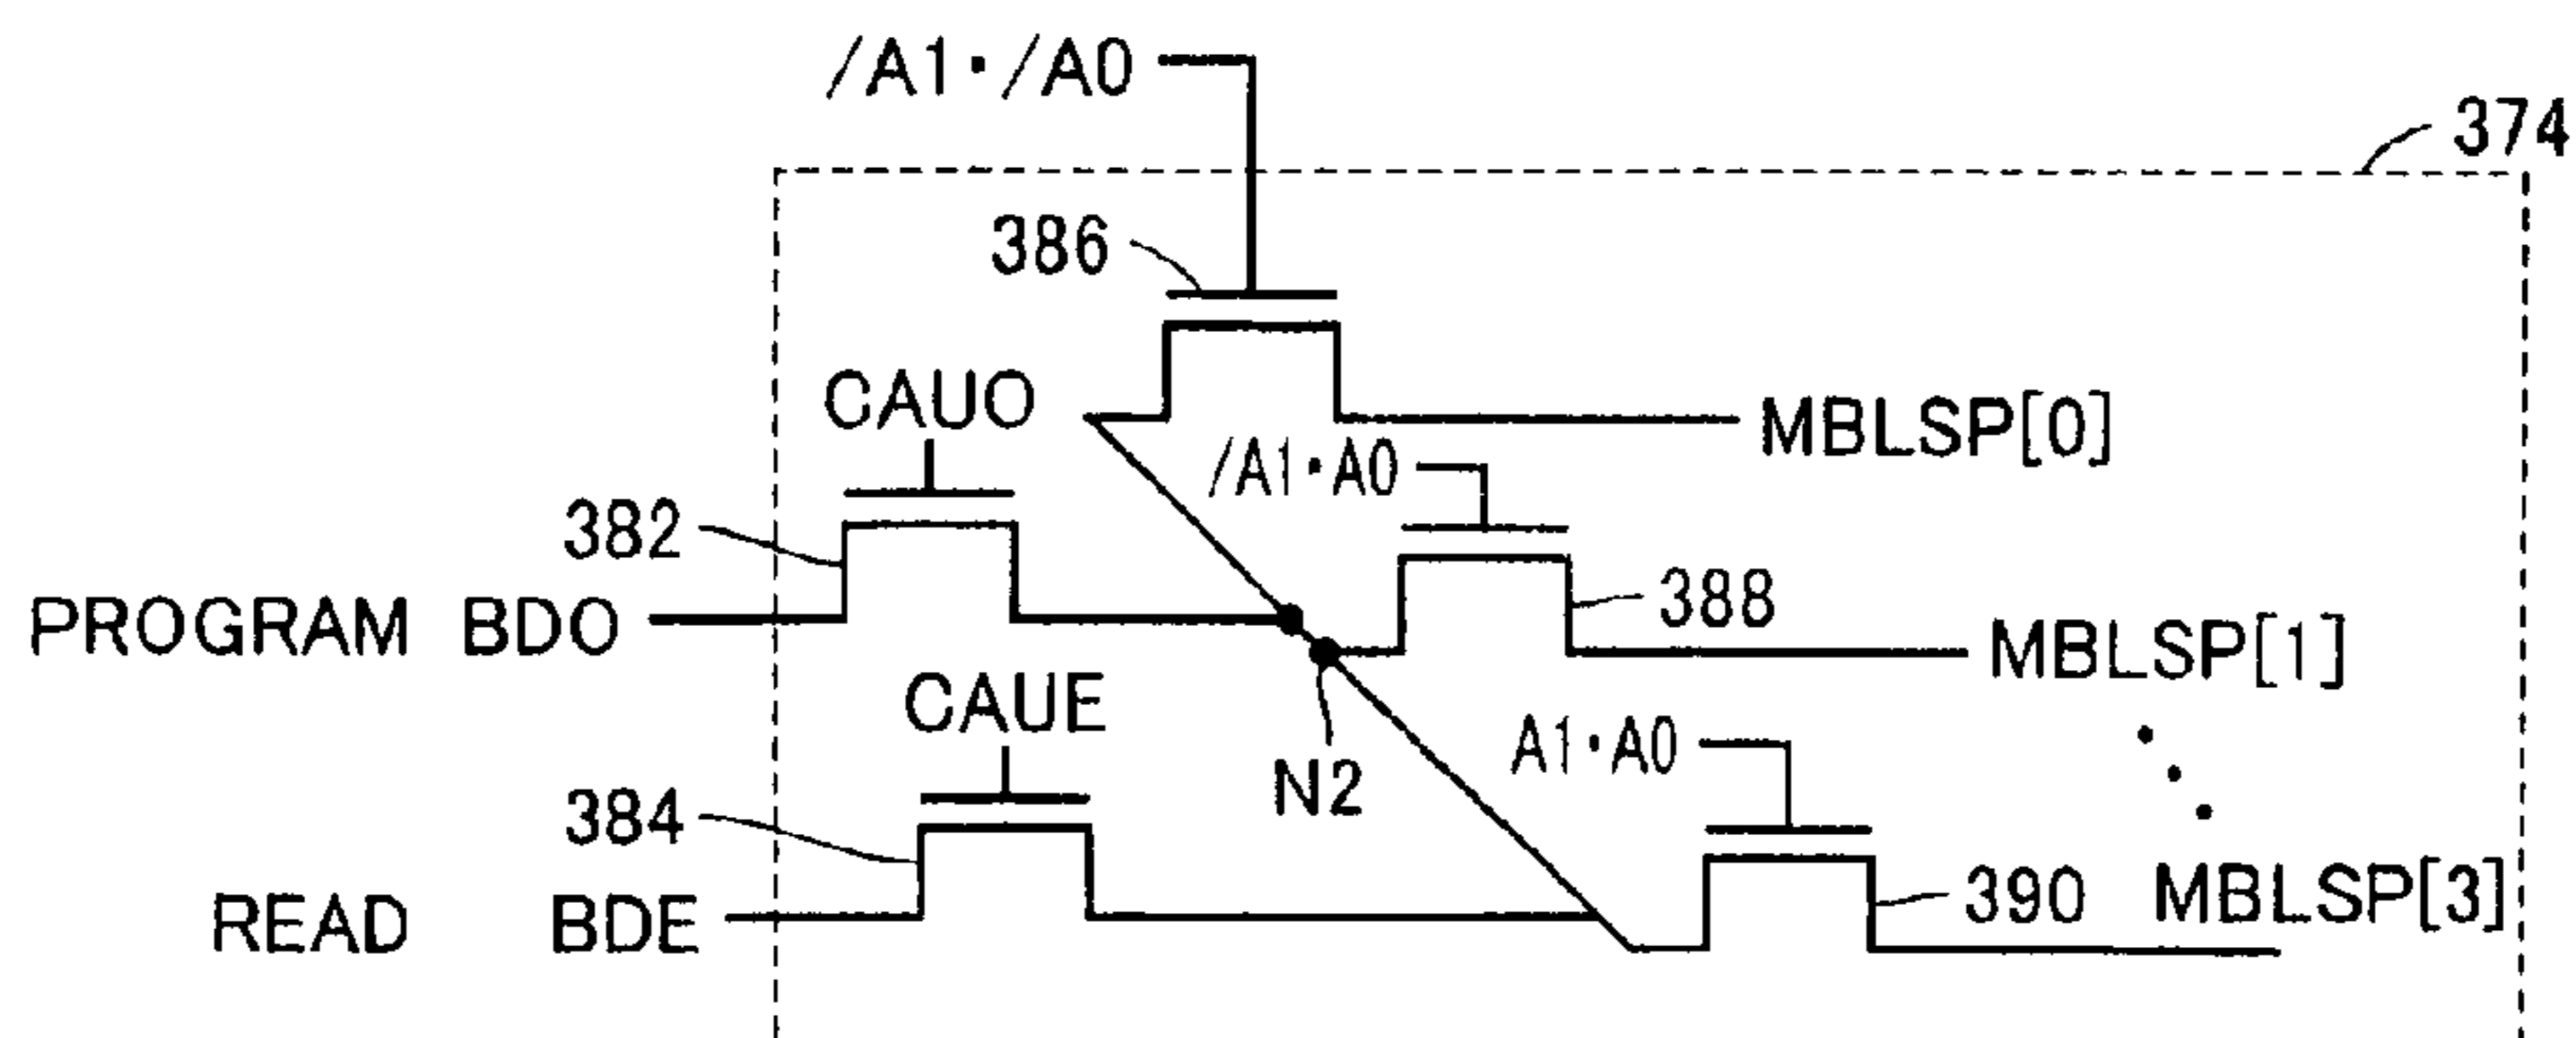 /A1·/A0
374
386
CAUO
MBLSP[0]
/A1·A0
382
388
PROGRAM BDO
MBLSP[1]
CAUE
A1·A0
N2
384
390
MBLSP[3]
READ BDE